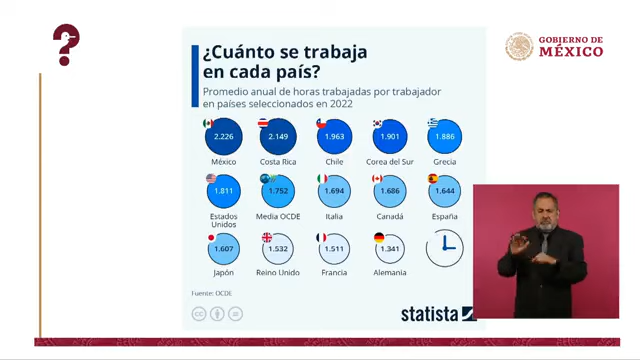 GOBIERNO DE
MÉXICO
¿Cuánto se trabaja
en cada país?
Promedio anual de horas trabajadas por trabajador
en países seleccionados en 2022
2.226 2.149 1.963 1.901 1.886
México Costa Rica Chile Corea del Sur Grecia
1.811 1.752 1.694 1.686 1.644
Estados
Unidos Media OCDE Italia Canadá España
1.607 1.532 1.511 1.341
Japón Reino Unido Francia Alemania
Fuente: OCDE
statista